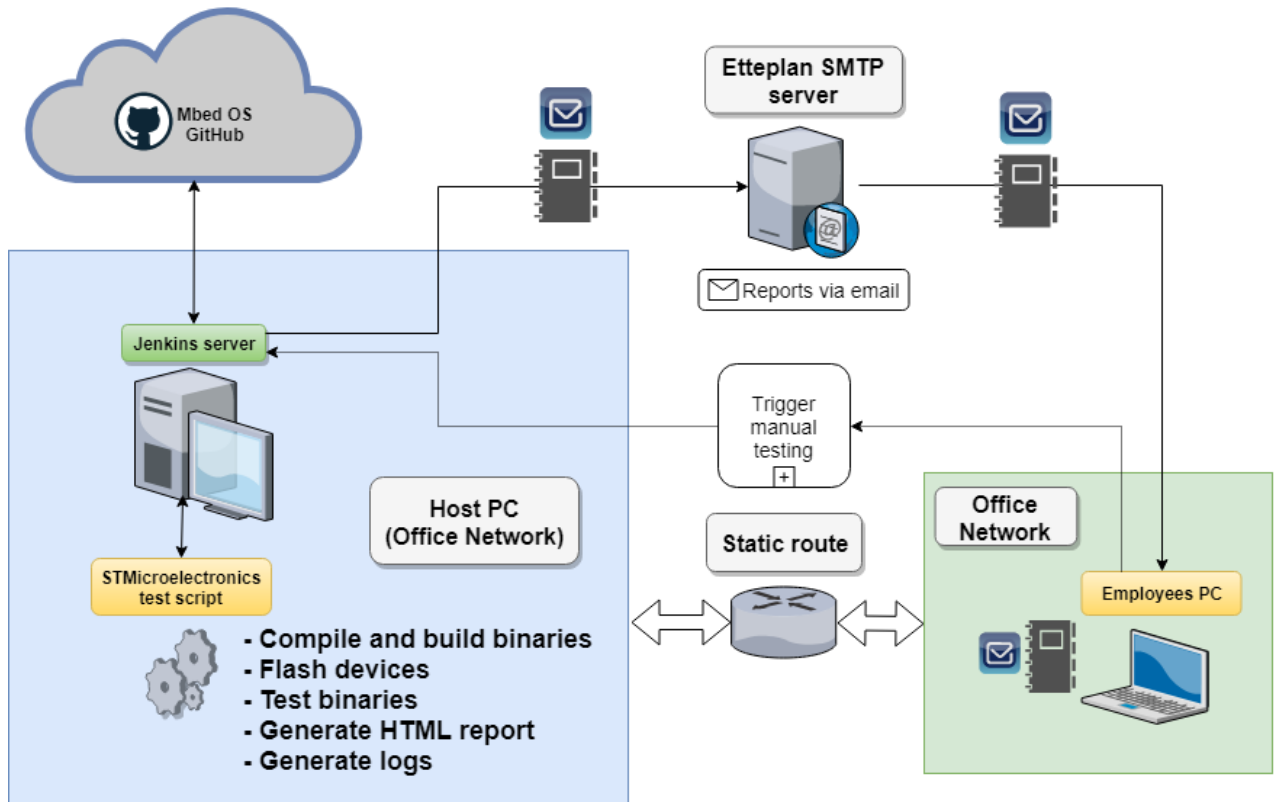 Mbed OS
GitHub
Etteplan SMTP
server
Reports via email
Jenkins server
Trigger
manual
testing
Host PC
(Office Network)
Static route
Office
Network
STMicroelectronics
test script
Employees PC
- Compile and build binaries
- Flash devices
- Test binaries
- Generate HTML report
- Generate logs